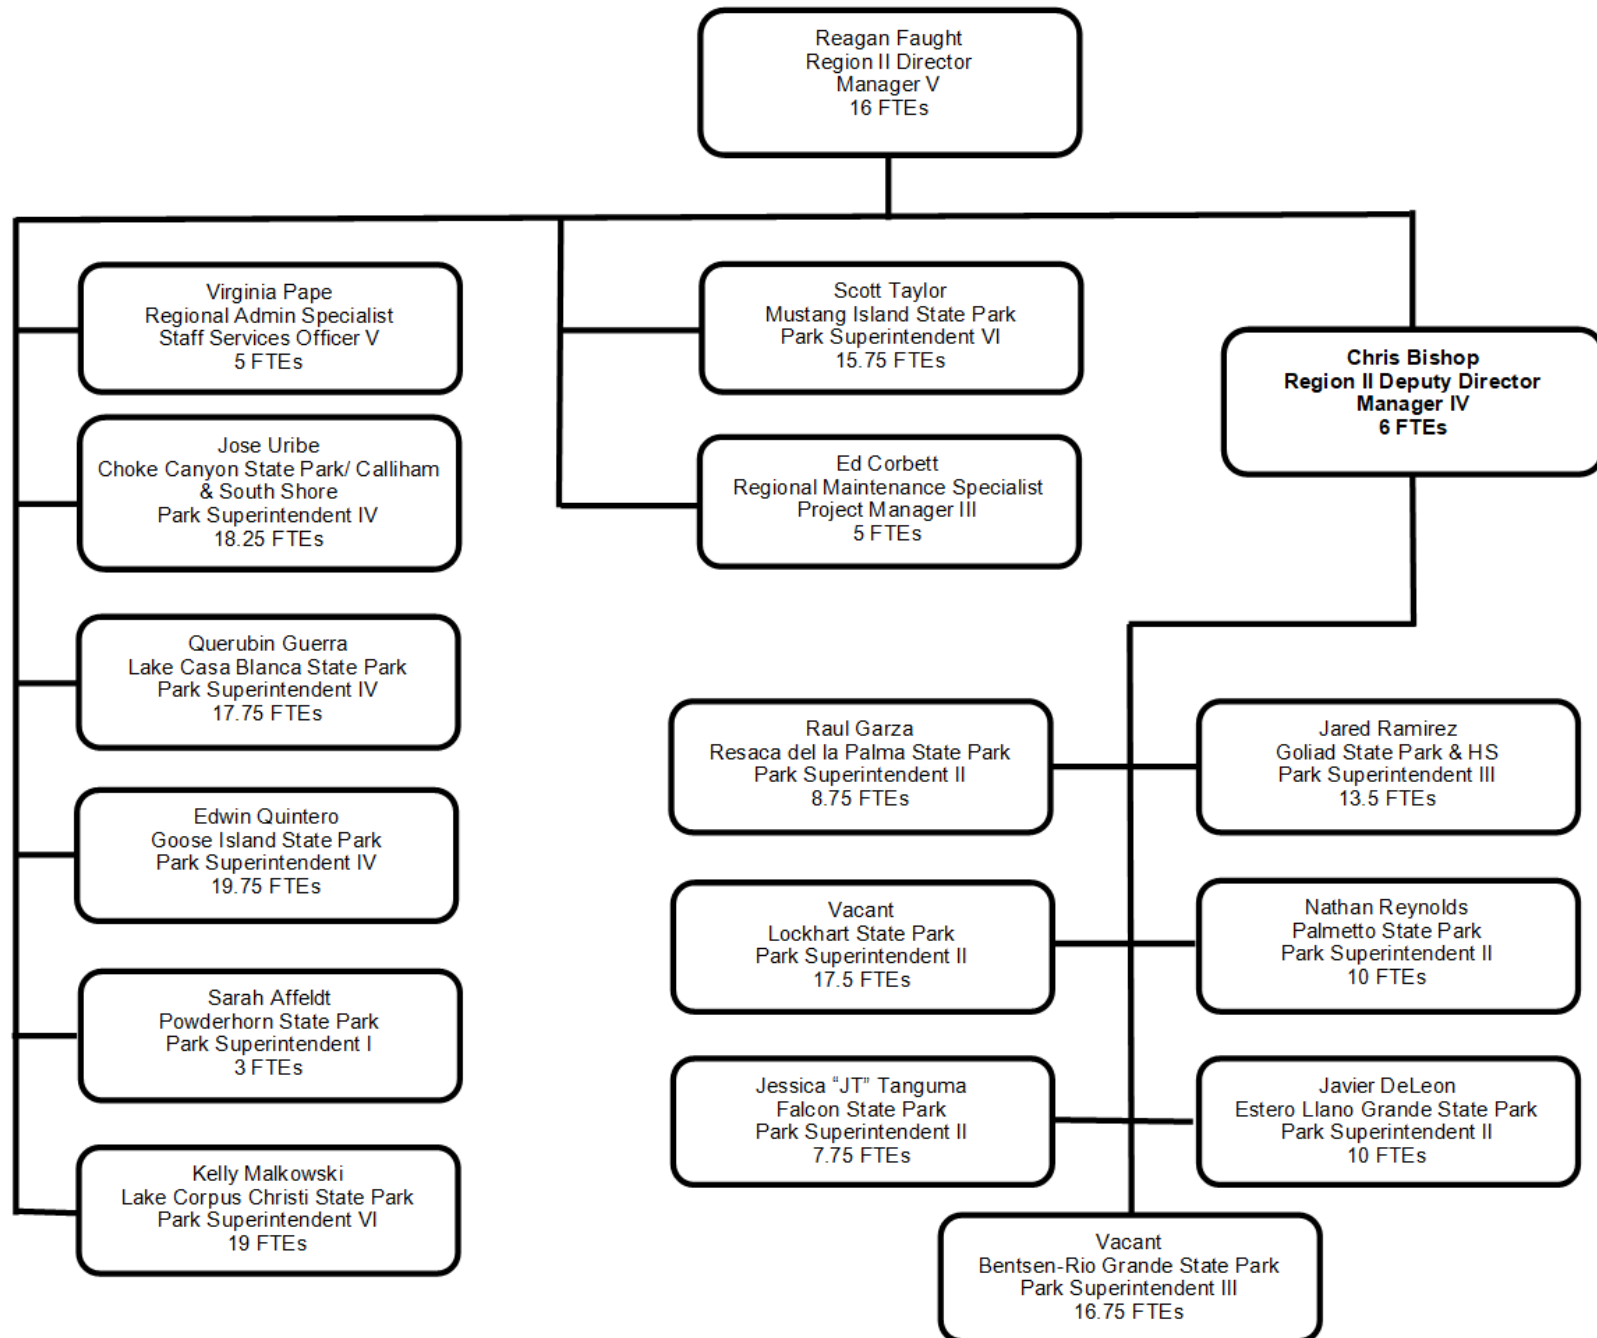 Reagan Faught
Region II Director
Manager V
16 FTEs
Virginia Pape
Regional Admin Specialist
Staff Services Officer V
5 FTEs
Jose Uribe
Choke Canyon State Park/ Calliham
& South Shore
Park Superintendent IV
18.25 FTEs
Querubin Guerra
Lake Casa Blanca State Park
Park Superintendent IV
17.75 FTEs
Edwin Quintero
Goose Island State Park
Park Superintendent IV
19.75 FTEs
Sarah Affeldt
Powderhorn State Park
Park Superintendent I
3 FTEs
Kelly Malkowski
Lake Corpus Christi State Park
Park Superintendent VI
19 FTEs
Scott Taylor
Mustang Island State Park
Park Superintendent VI
15.75 FTEs
Ed Corbett
Regional Maintenance Specialist
Project Manager III
5 FTEs
Chris Bishop
Region II Deputy Director
Manager IV
6 FTEs
Raul Garza
Resaca del la Palma State Park
Park Superintendent II
8.75 FTEs
Jared Ramirez
Goliad State Park & HS
Park Superintendent III
13.5 FTEs
Vacant
Lockhart State Park
Park Superintendent II
17.5 FTEs
Nathan Reynolds
Palmetto State Park
Park Superintendent II
10 FTEs
Jessica “JT” Tanguma
Falcon State Park
Park Superintendent II
7.75 FTEs
Javier DeLeon
Estero Llano Grande State Park
Park Superintendent II
10 FTEs
Vacant
Bentsen-Rio Grande State Park
Park Superintendent III
16.75 FTEs